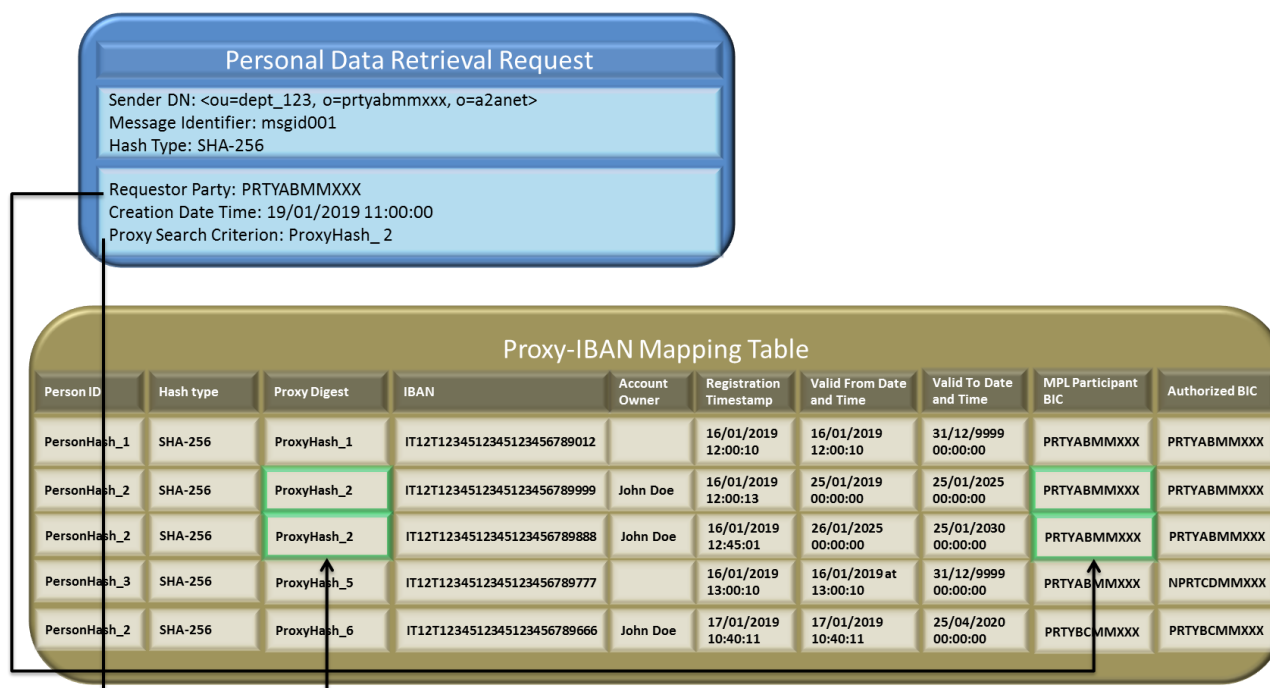 Personal Data Retrieval Request
Sender DN: <ou=dept_123, o=prtyabmmxxx, o=a2anet>
Message Identifier: msgid001
Hash Type: SHA-256
Requestor Party: PRTYABMMXXX
Creation Date Time: 19/01/2019 11:00:00
Proxy Search Criterion: ProxyHash_ 2
Proxy-IBAN Mapping Table
Person ID Hash type Proxy Digest IBAN Account Owner Registration Timestamp Valid From Date and Time Valid To Date and Time MPL Participant BIC Authorized BIC
PersonHash_1 SHA-256 ProxyHash_1 IT12T1234512345123456789012 16/01/2019 12:00:10 16/01/2019 12:00:10 31/12/9999 00:00:00 PRTYABMMXXX PRTYABMMXXX
PersonHash_2 SHA-256 ProxyHash_2 IT12T1234512345123456789999 John Doe 16/01/2019 12:00:13 25/01/2019 00:00:00 25/01/2025 00:00:00 PRTYABMMXXX PRTYABMMXXX
PersonHash_2 SHA-256 ProxyHash_2 IT12T1234512345123456789888 John Doe 16/01/2019 12:45:01 26/01/2025 00:00:00 25/01/2030 00:00:00 PRTYABMMXXX PRTYABMMXXX
PersonHash_3 SHA-256 ProxyHash_5 IT12T1234512345123456789777 16/01/2019 13:00:10 16/01/2019 at 13:00:10 31/12/9999 00:00:00 PRTYABMMXXX NPRTCDMMXXX
PersonHash_2 SHA-256 ProxyHash_6 IT12T1234512345123456789666 John Doe 17/01/2019 10:40:11 17/01/2019 10:40:11 25/04/2020 00:00:00 PRTYBCMMXXX PRTYBCMMXXX